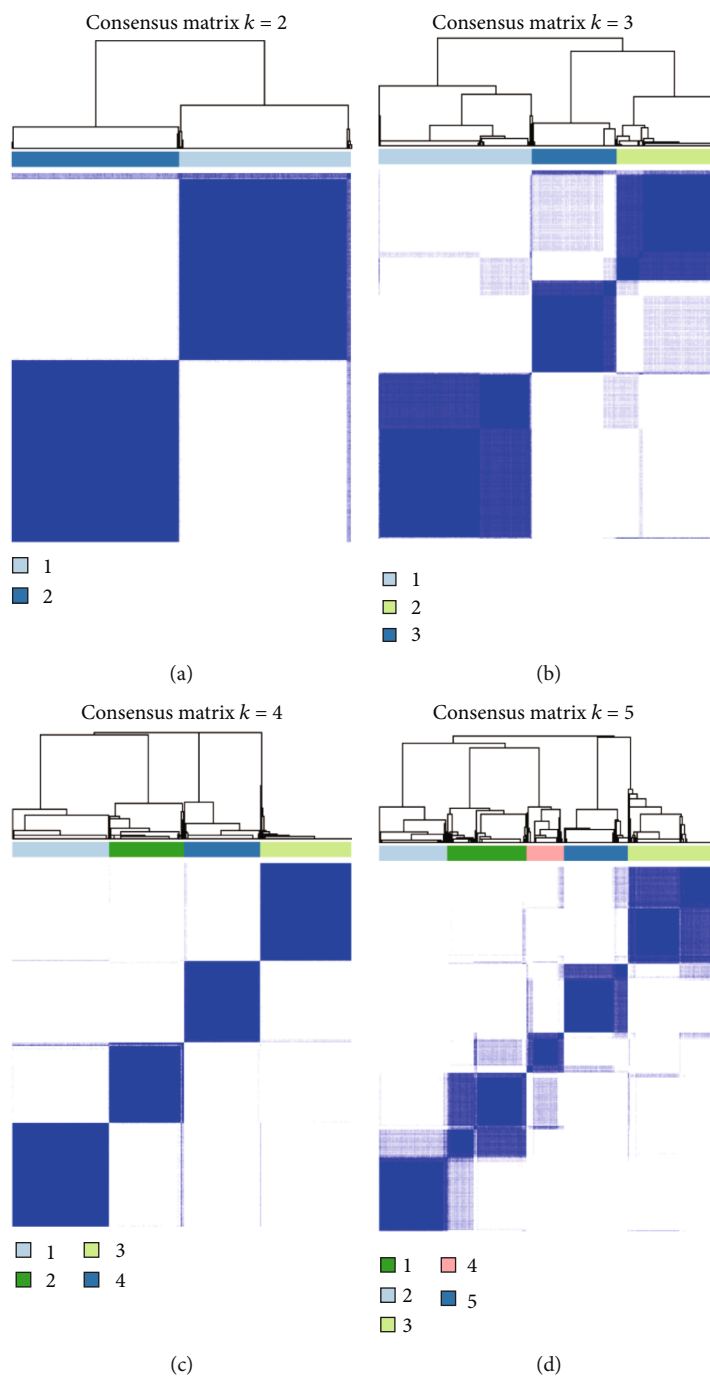 Consensus matrix k = 2
1
2
(a)
Consensus matrix k = 3
1
2
3
(b)
Consensus matrix k = 4
1 3
2 4
(c)
Consensus matrix k = 5
1 4
2 5
3
(d)